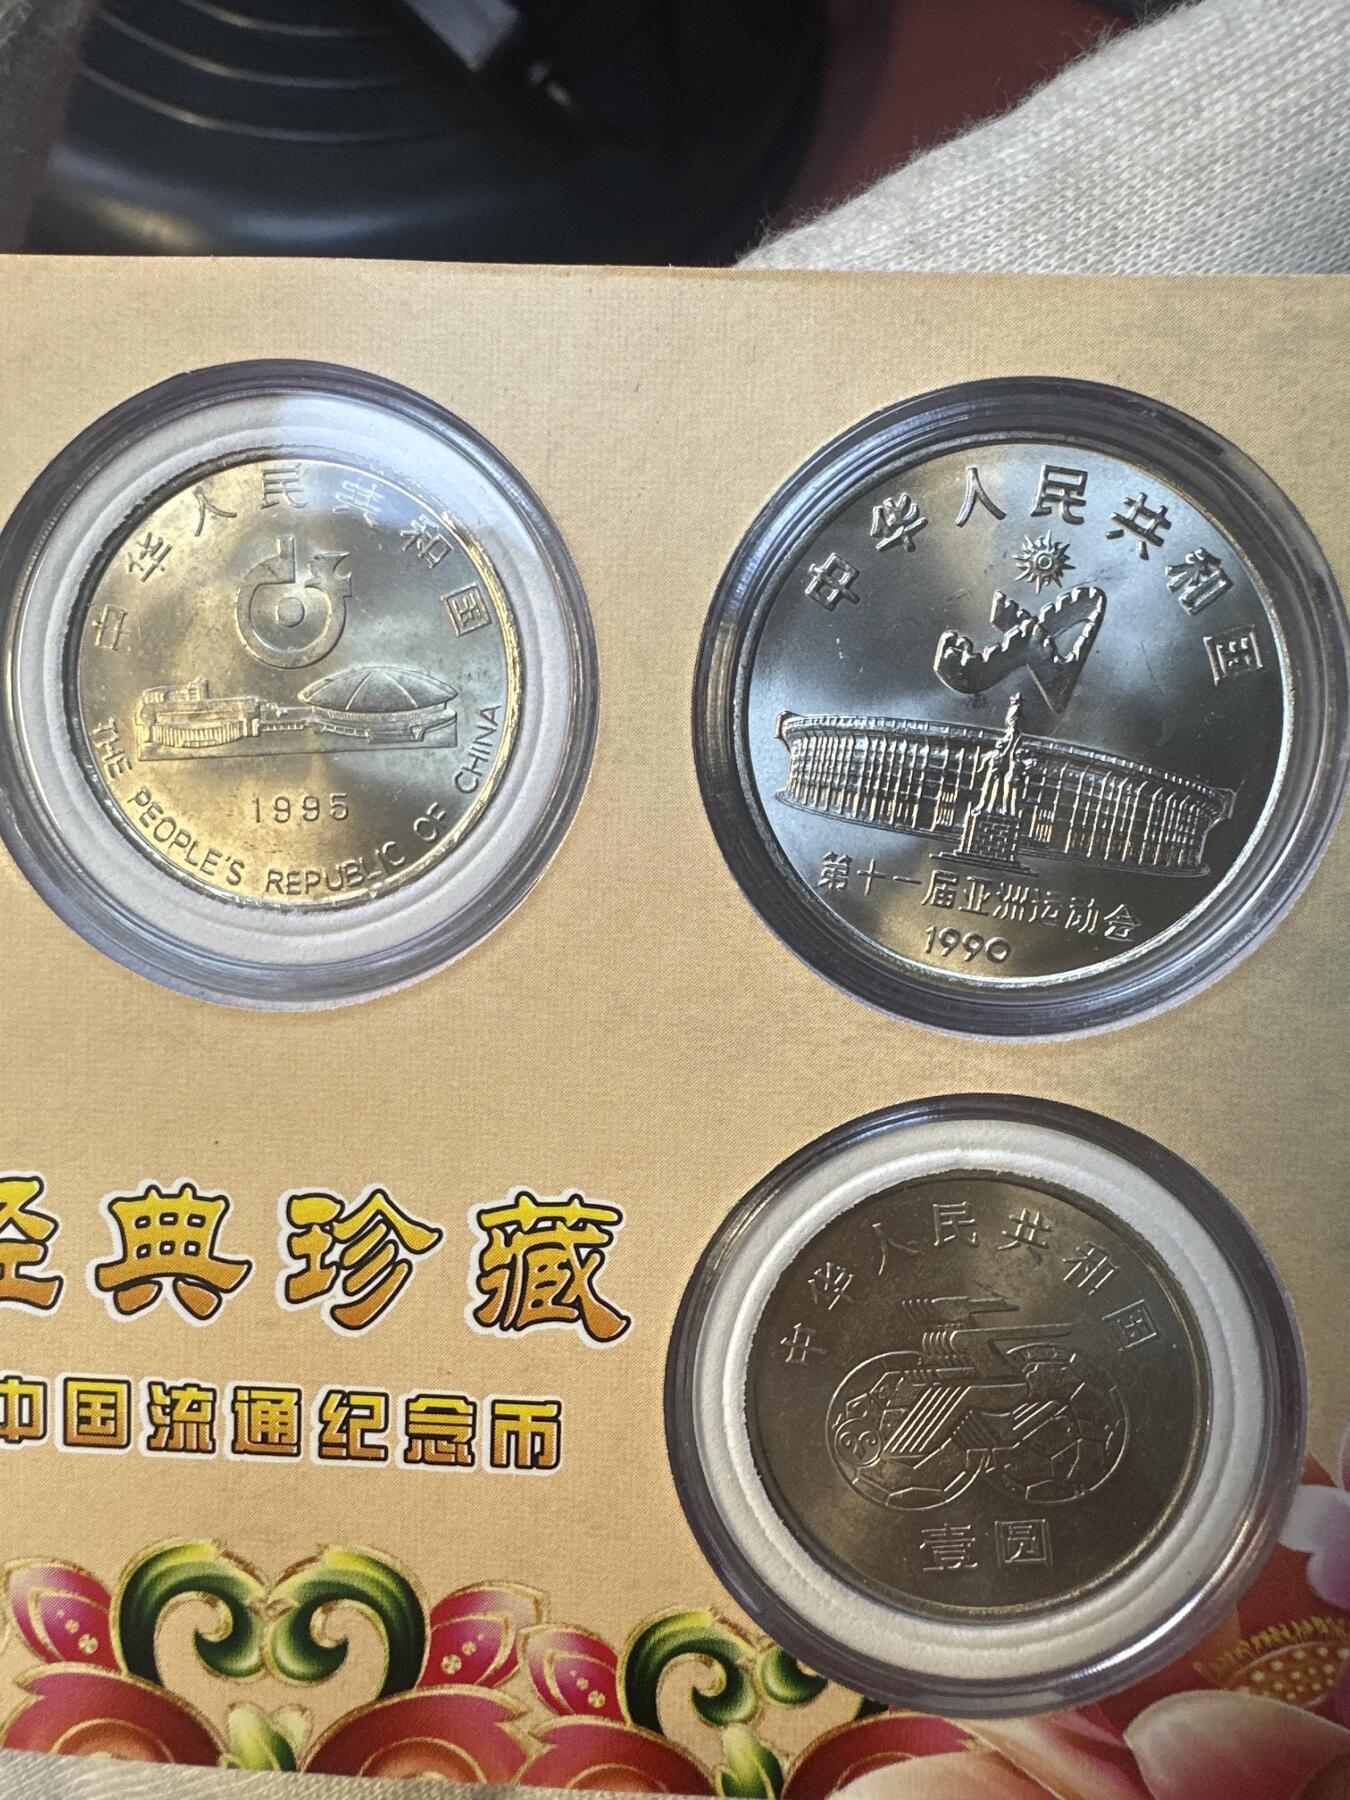 中华人民共和国
1995
THE PEOPLE'S REPUBLIC OF CHINA
中华人民共和国
第十一届亚洲运动会
1990
经典珍藏
中国流通纪念币
中华人民共和国
壹圆